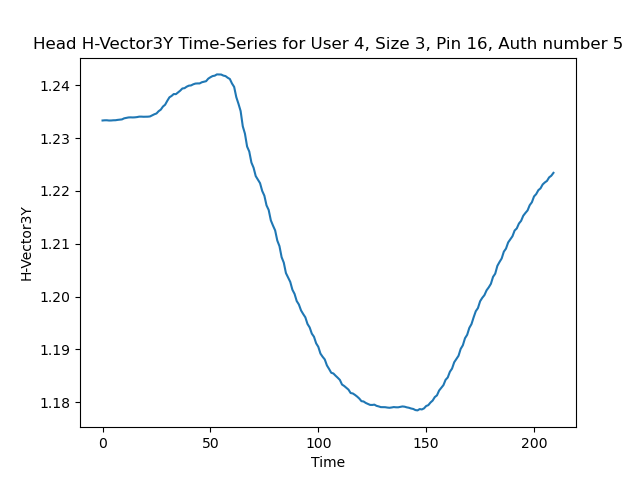 Head H-Vector3Y Time-Series for User 4, Size 3, Pin 16, Auth number 5
1.24
1.23
1.22
1.21
1.20
1.19
1.18
H-Vector3Y
0 50 100 150 200
Time